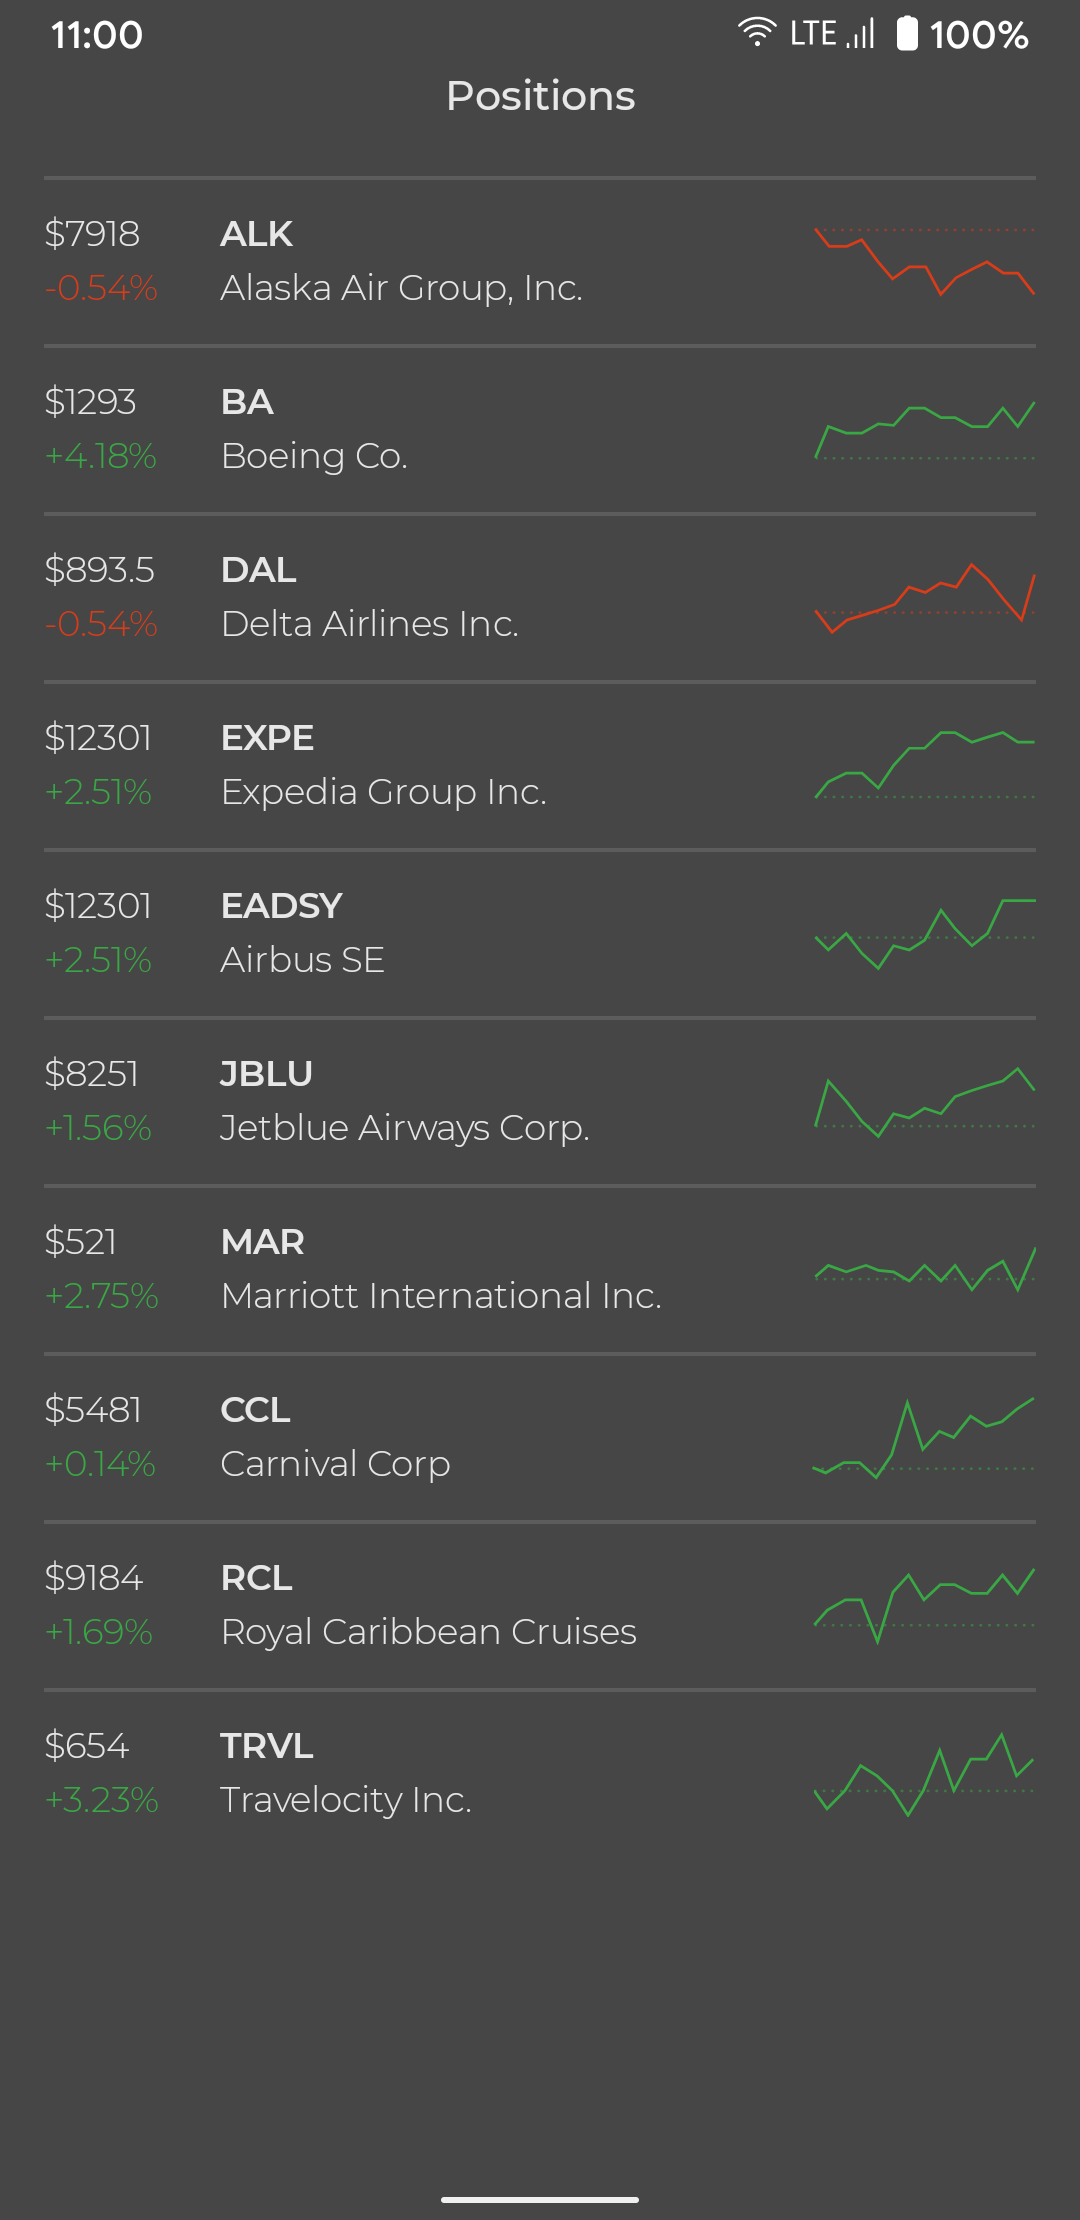 11:00 LTE 100%
Positions
$7918 ALK
-0.54% Alaska Air Group, Inc.
$1293 BA
+4.18% Boeing Co.
$893.5 DAL
-0.54% Delta Airlines Inc.
$12301 EXPE
+2.51% Expedia Group Inc.
$12301 EADSY
+2.51% Airbus SE
$8251 JBLU
+1.56% Jetblue Airways Corp.
$521 MAR
+2.75% Marriott International Inc.
$5481 CCL
+0.14% Carnival Corp
$9184 RCL
+1.69% Royal Caribbean Cruises
$654 TRVL
+3.23% Travelocity Inc.